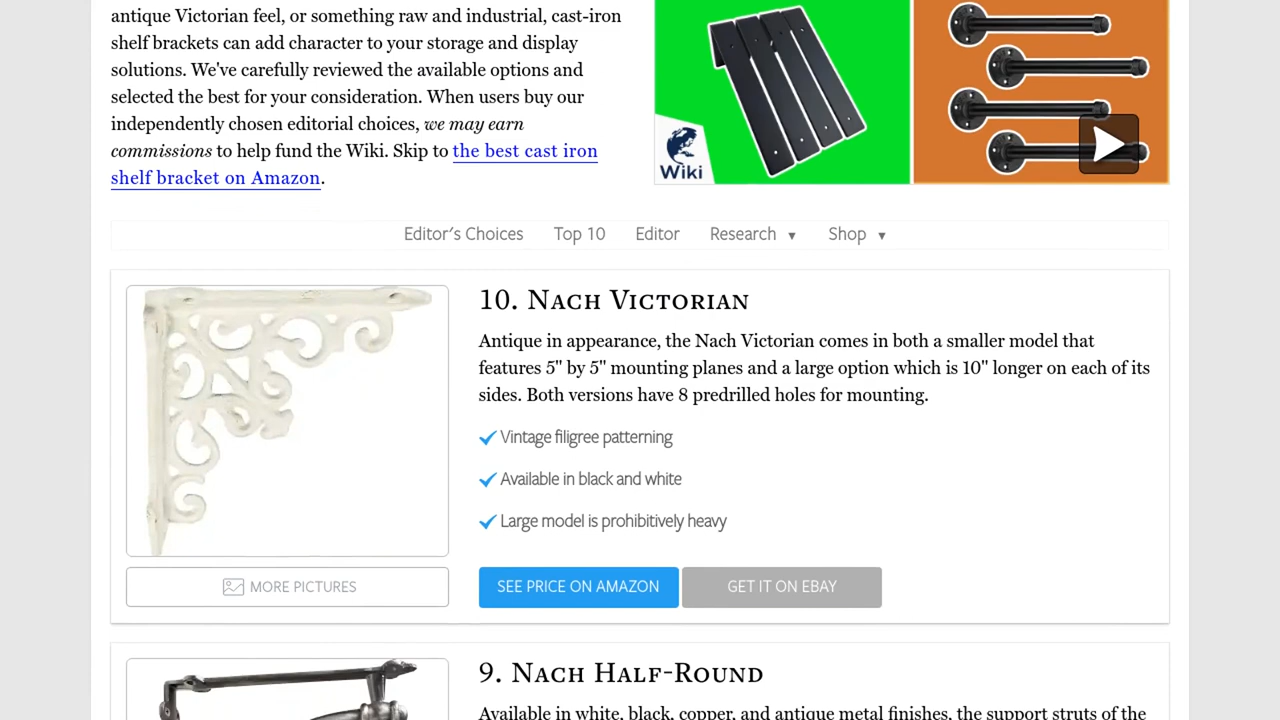 antique Victorian feel, or something raw and industrial, cast-iron
shelf brackets can add character to your storage and display
solutions. We've carefully reviewed the available options and
selected the best for your consideration. When users buy our
independently chosen editorial choices, we may earn
commissions to help fund the Wiki. Skip to the best cast iron
shelf bracket on Amazon.
Wiki
Editor's Choices Top 10 Editor Research ▼ Shop ▼
10. Nach Victorian
Antique in appearance, the Nach Victorian comes in both a smaller model that
features 5" by 5" mounting planes and a large option which is 10" longer on each of its
sides. Both versions have 8 predrilled holes for mounting.
Vintage filigree patterning
Available in black and white
Large model is prohibitively heavy
MORE PICTURES
SEE PRICE ON AMAZON
GET IT ON EBAY
9. Nach Half-Round
Available in white, black, copper, and antique metal finishes, the support struts of the